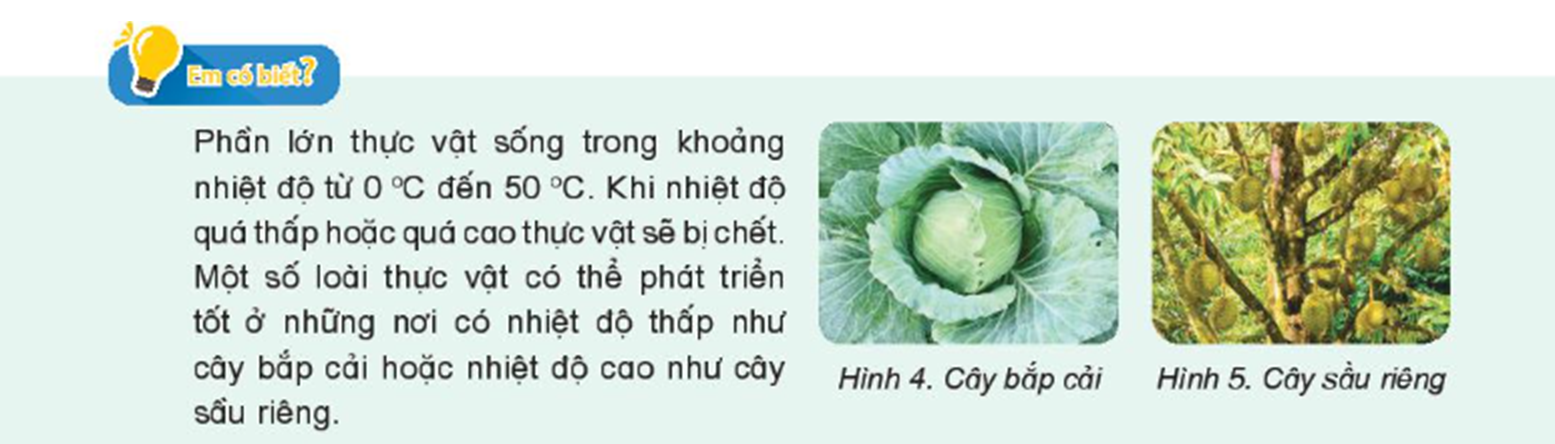 Em có biết?
Phần lớn thực vật sống trong khoảng
nhiệt độ từ 0 °C đến 50 °C. Khi nhiệt độ
quá thấp hoặc quá cao thực vật sẽ bị chết.
Một số loài thực vật có thể phát triển
tốt ở những nơi có nhiệt độ thấp như
cây bắp cải hoặc nhiệt độ cao như cây
sầu riêng.
Hình 4. Cây bắp cải
Hình 5. Cây sầu riêng